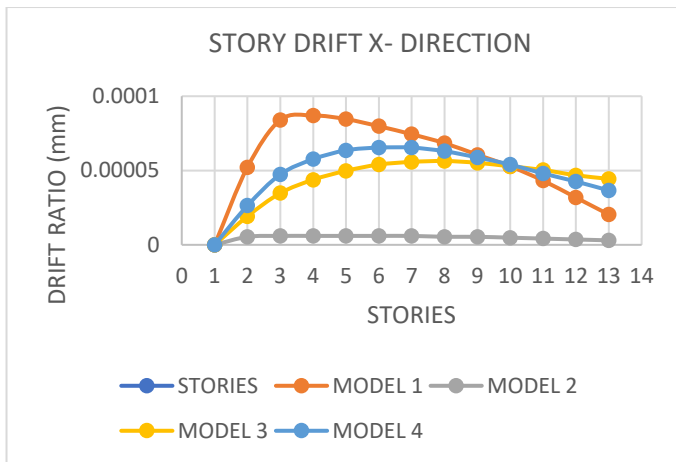 STORY DRIFT X- DIRECTION
DRIFT RATIO (mm)
0.0001
0.00005
0
0 1 2 3 4 5 6 7 8 9 10 11 12 13 14
STORIES
STORIES MODEL 1 MODEL 2
MODEL 3 MODEL 4